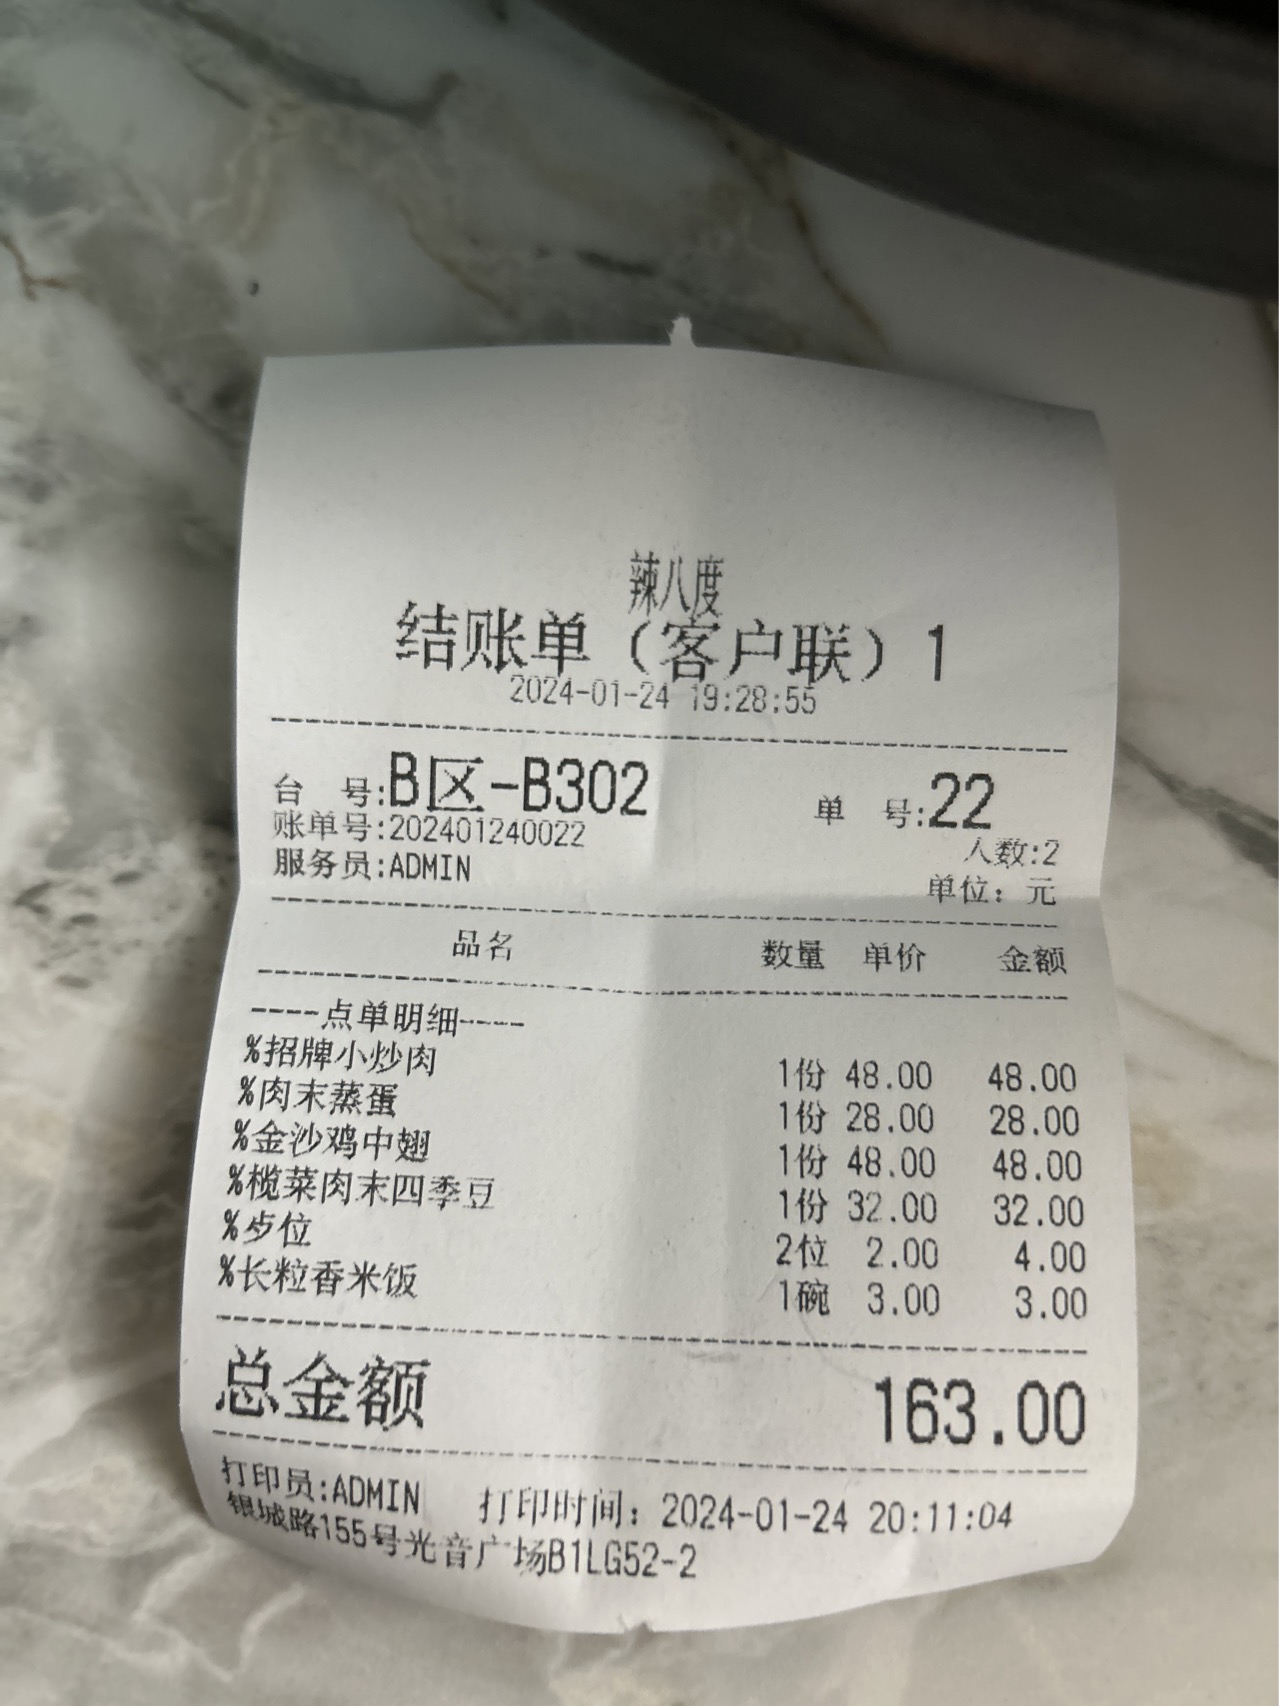 辣八度
结账单（客户联）1
2024-01-24 19:28:55
台 号:B区-B302 单 号:22
账单号:202401240022
人数:2
服务员:ADMIN
单位：元
品名 数量 单价 金额
----点单明细----
%招牌小炒肉 1份 48.00 48.00
%肉末蒸蛋 1份 28.00 28.00
%金沙鸡中翅 1份 48.00 48.00
%榄菜肉末四季豆 1份 32.00 32.00
%歺位 2位 2.00 4.00
%长粒香米饭 1碗 3.00 3.00
总金额 163.00
打印员:ADMIN 打印时间：2024-01-24 20:11:04
银城路155号光音广场B1LG52-2